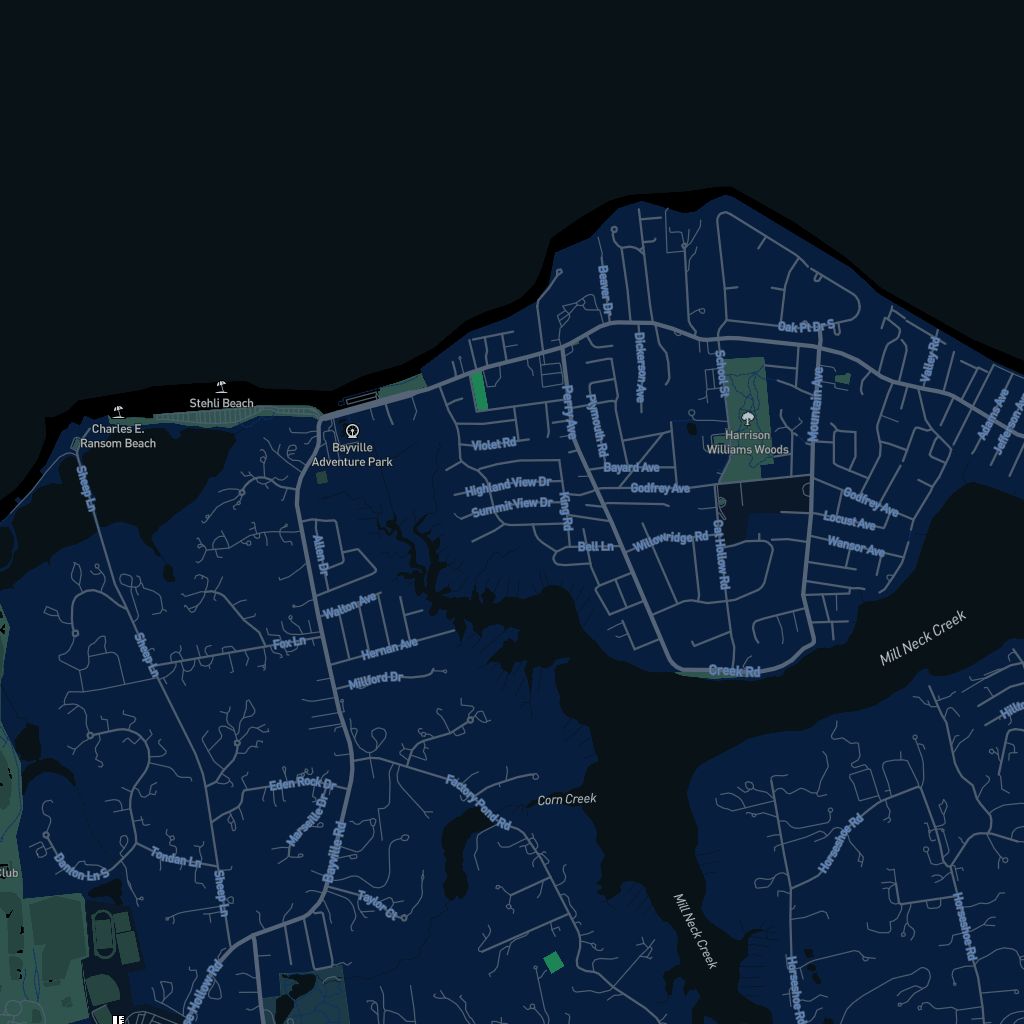 Beaver Dr
Oak Pt Dr S
Dickerson Ave
School St
Valley Rd
Mountain Ave
Adams Ave
Jefferson Ave
Perry Ave
Plymouth Rd
Stehli Beach
Charles E.
Ransom Beach
Bayville
Adventure Park
Harrison
Williams Woods
Violet Rd
Bayard Ave
Godfrey Ave
Highland View Dr
Summit View Dr
King Rd
Sheep Ln
Godfrey Ave
Locust Ave
Wansor Ave
Bell Ln
Willowridge Rd
Cat Hollow Rd
Allen Dr
Walton Ave
Fox Ln
Hernan Ave
Millford Dr
Sheep Ln
Creek Rd
Mill Neck Creek
Eden Rock Dr
Marseille Dr
Factory Pond Rd
Corn Creek
Bayville Rd
Horseshoe Rd
Tondan Ln
Denton Ln S
Club
Sheep Ln
Taylor Ct
Mill Neck Creek
Horseshoe Rd
Horseshoe Rd
Hollow Rd